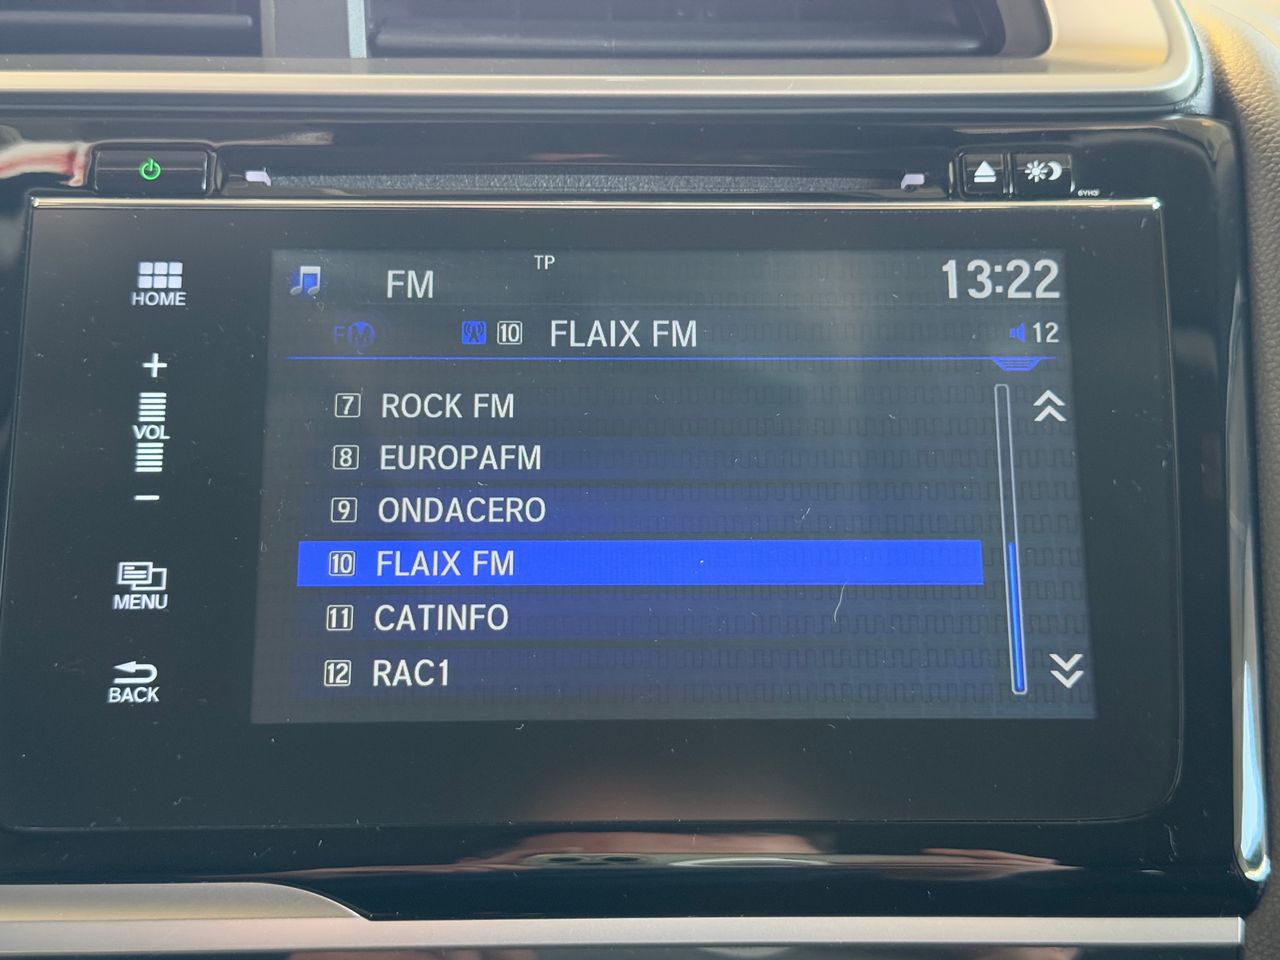 HOME
VOL
MENU
BACK
FM
TP
13:22
FM
10 FLAIX FM
12
7 ROCK FM
8 EUROPAFM
9 ONDACERO
10 FLAIX FM
11 CATINFO
12 RAC1